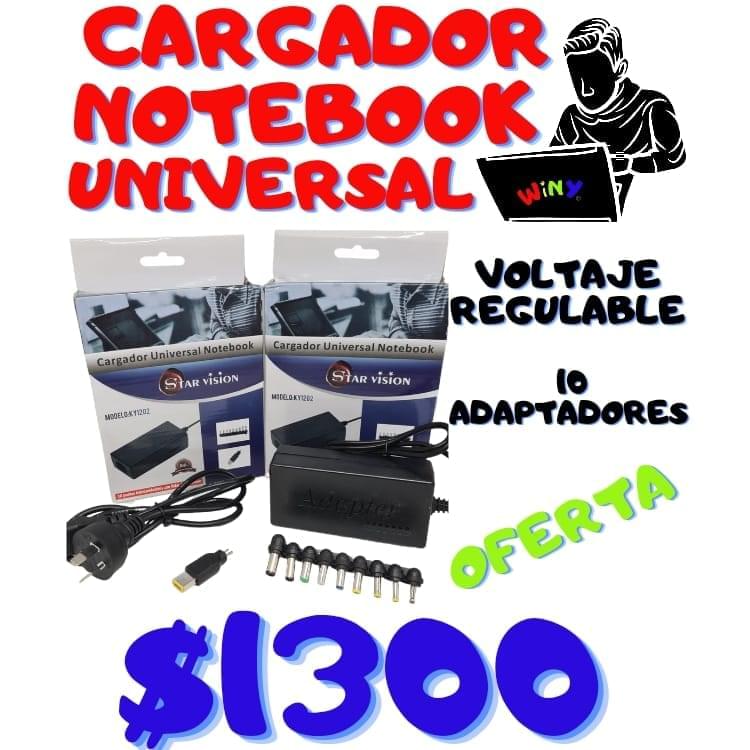 CARGADOR
NOTEBOOK
UNIVERSAL
WiNY
VOLTAJE
REGULABLE
10
ADAPTADORES
OFERTA
Cargador Universal Notebook
STAR VISION
MODELO:KY1202
Cargador Universal Notebook
STAR VISION
MODELO:KY1202
Adapter
$1300